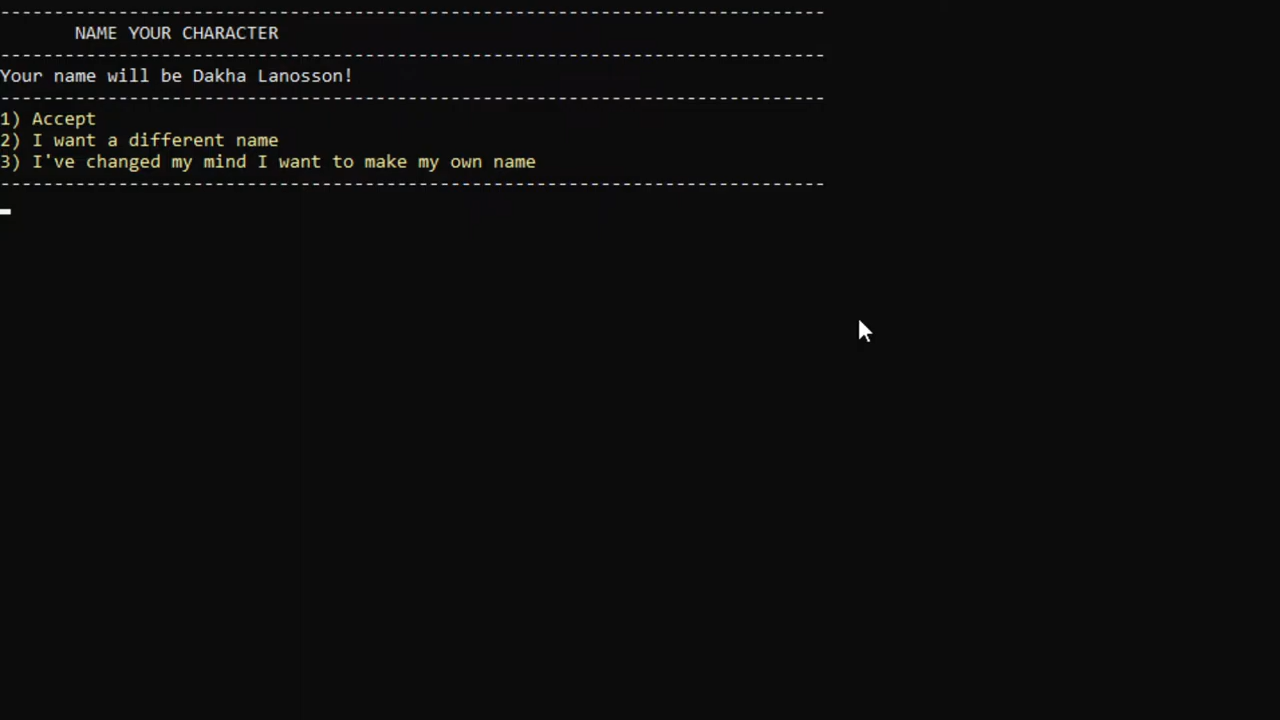 -----------------------------------------------------------------------------
NAME YOUR CHARACTER
-----------------------------------------------------------------------------
Your name will be Dakha Lanosson!
-----------------------------------------------------------------------------
1) Accept
2) I want a different name
3) I've changed my mind I want to make my own name
-----------------------------------------------------------------------------